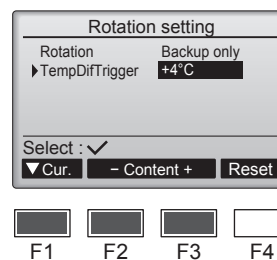 Rotation setting
Rotation Backup only
TempDifTrigger +4°C
Select :
Cur. − Content + Reset
F1 F2 F3 F4